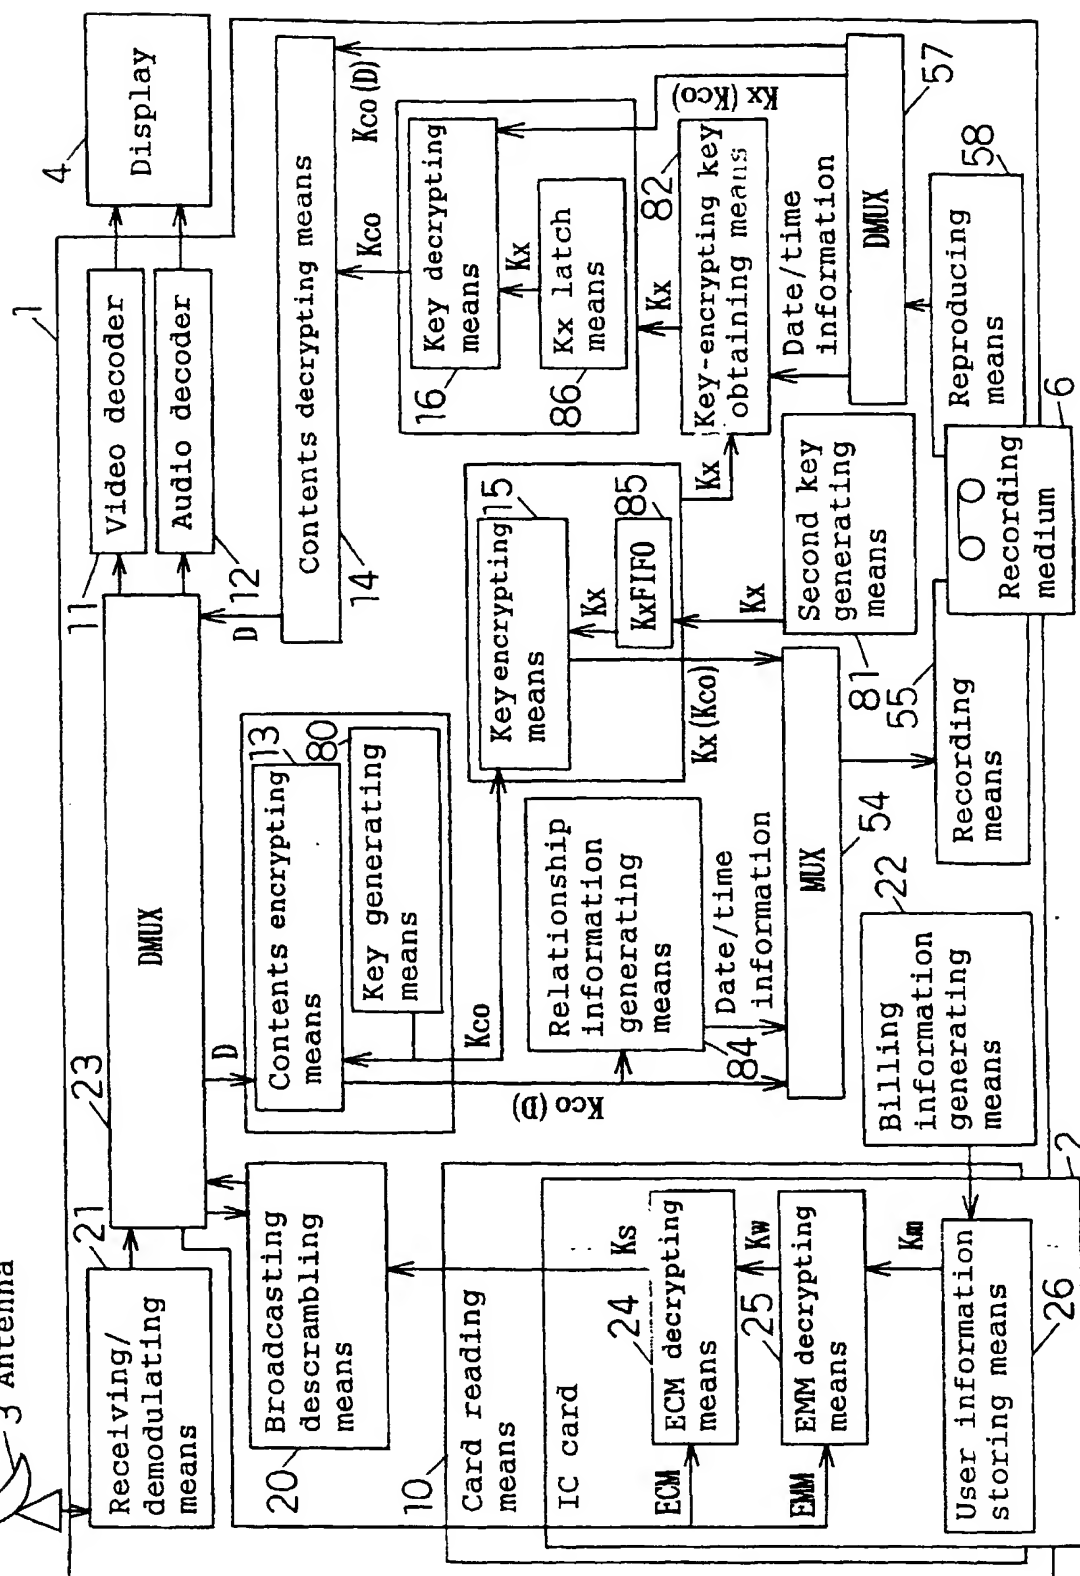 3 Antenna
Receiving/
demodulating
means
21
23
DMUX
1
11
Video decoder
Audio decoder
12
4
Display
D
D
20
Broadcasting
descrambling
means
Contents encrypting
means
13
Key generating
means
80
Kco
Kco (D)
14
Contents decrypting means
Kco
Kco (D)
Key decrypting
means
16
Kx
Kx latch
means
86
Kx
Kx (Kco)
Key encrypting
means
15
Kx
KxFIFO
85
Kx
Kx
Kx (Kco)
82
Key-encrypting key
obtaining means
Date/time
information
DMUX
57
Relationship
information
generating
means
84
Date/time
information
MUX
54
Second key
generating
means
81
Reproducing
means
58
55
Recording
means
Recording
medium
6
10
Card reading
means
IC card
2
ECM
24
ECM decrypting
means
Ks
Kw
EMM
25
EMM decrypting
means
Km
User information
storing means
26
Billing
information
generating
means
22